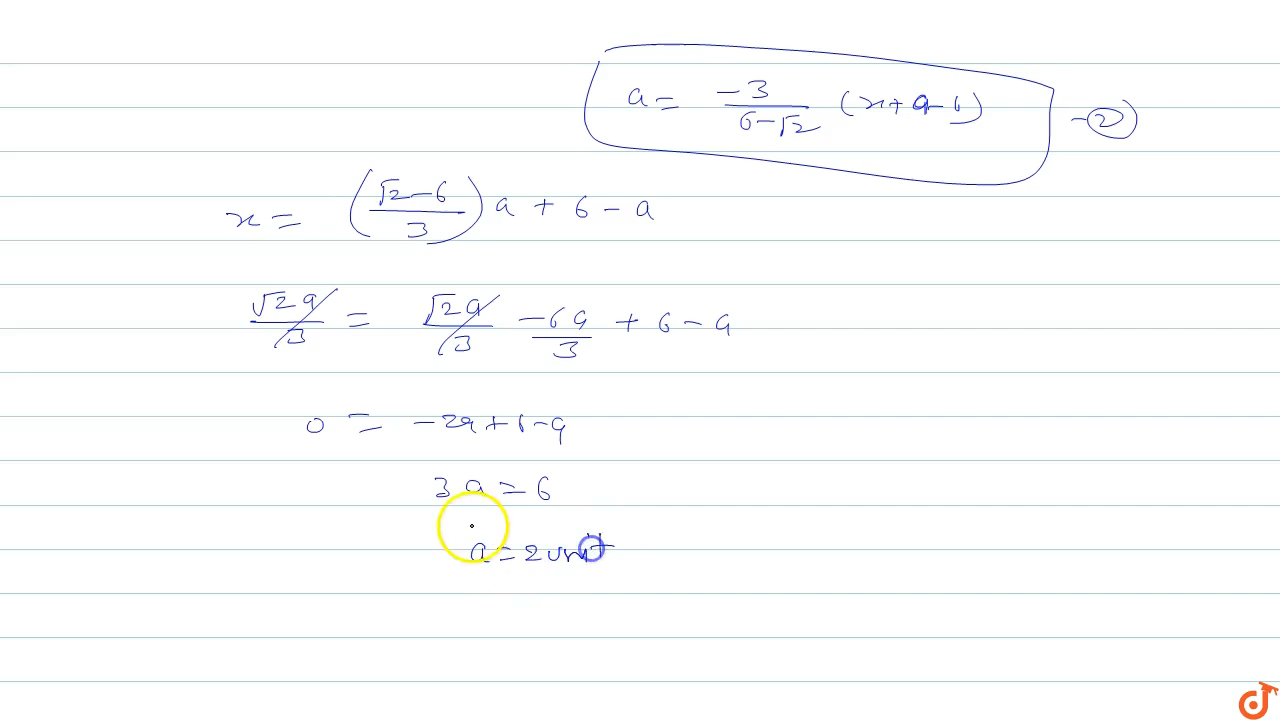 a = -3/(6-√2) (x+a-6) -②
x = ((√2-6)/3) a + 6 - a
√2a/3 = √2a/3 -6a/3 + 6 - a
0 = -2a+6-a
3a = 6
a = 2 unit